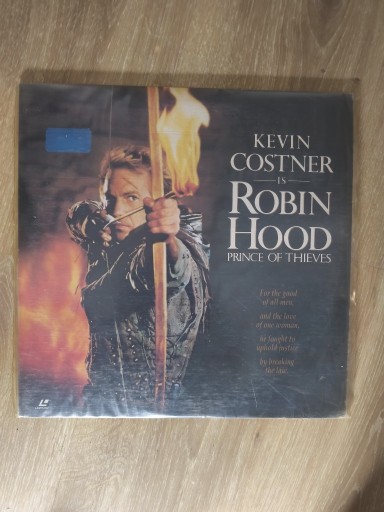 KEVIN
COSTNER
IS
ROBIN
HOOD
PRINCE OF THIEVES
For the good
of all men,
and the love
of one woman,
he fought to
uphold justice
by breaking
the law.